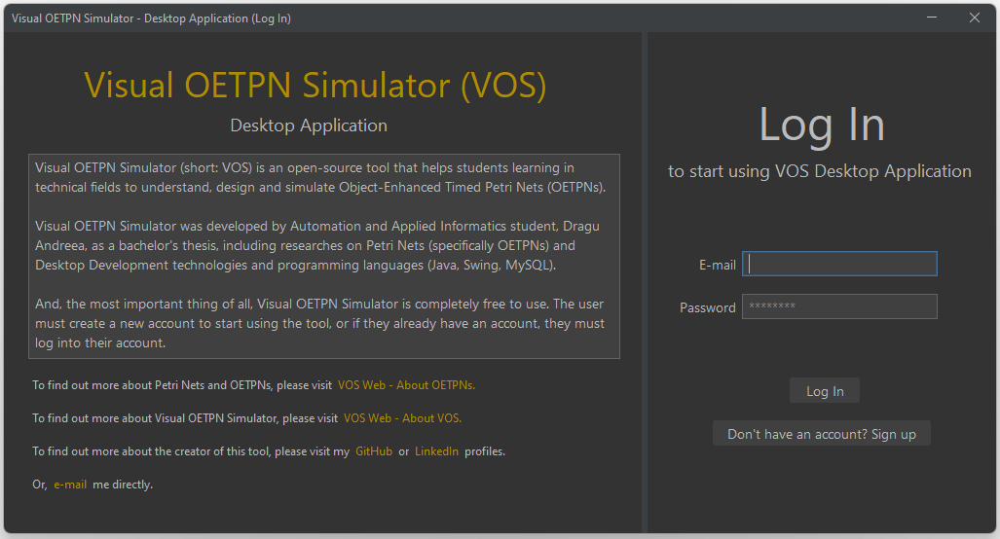 Visual OETPN Simulator - Desktop Application (Log In)
Visual OETPN Simulator (VOS)
Desktop Application
Visual OETPN Simulator (short: VOS) is an open-source tool that helps students learning in
technical fields to understand, design and simulate Object-Enhanced Timed Petri Nets (OETPNs).
Visual OETPN Simulator was developed by Automation and Applied Informatics student, Dragu
Andreea, as a bachelor's thesis, including researches on Petri Nets (specifically OETPNs) and
Desktop Development technologies and programming languages (Java, Swing, MySQL).
And, the most important thing of all, Visual OETPN Simulator is completely free to use. The user
must create a new account to start using the tool, or if they already have an account, they must
log into their account.
To find out more about Petri Nets and OETPNs, please visit VOS Web - About OETPNs.
To find out more about Visual OETPN Simulator, please visit VOS Web - About VOS.
To find out more about the creator of this tool, please visit my GitHub or LinkedIn profiles.
Or, e-mail me directly.
Log In
to start using VOS Desktop Application
E-mail
Password ********
Log In
Don't have an account? Sign up